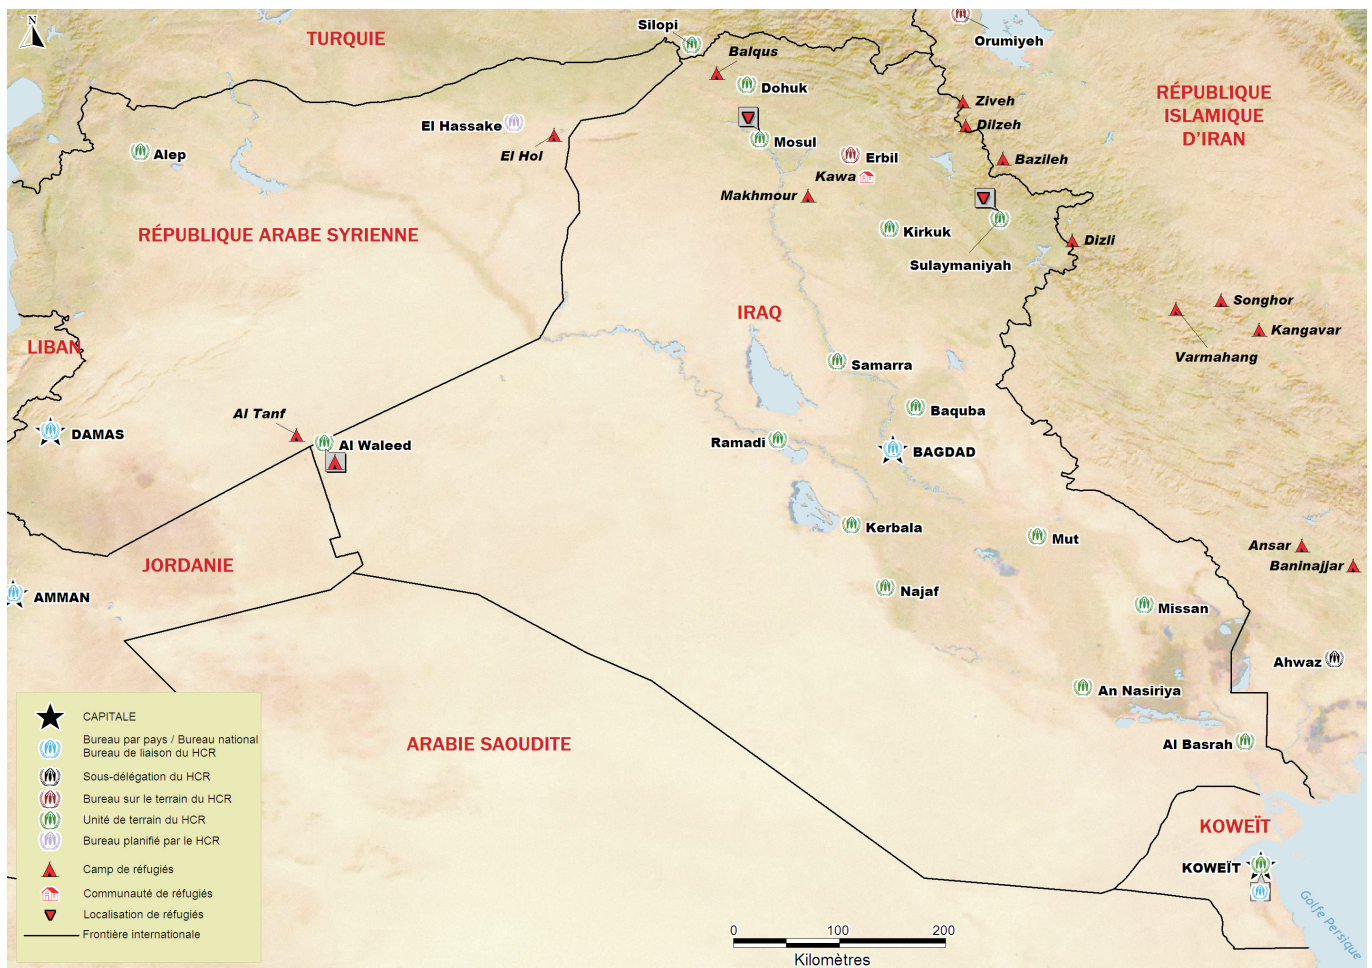 N
TURQUIE
Silopi
Orumiyeh
Balqus
Dohuk
Ziveh
RÉPUBLIQUE
ISLAMIQUE
D'IRAN
El Hassake
Dilzeh
Alep
El Hol
Mosul
Erbil
Bazileh
Kawa
Makhmour
RÉPUBLIQUE ARABE SYRIENNE
Kirkuk
Dizli
Sulaymaniyah
Songhor
IRAQ
Kangavar
LIBAN
Varmahang
Samarra
Al Tanf
Baquba
DAMAS
Al Waleed
Ramadi
BAGDAD
Kerbala
Mut
Ansar
JORDANIE
Baninajjar
AMMAN
Najaf
Missan
Ahwaz
An Nasiriya
ARABIE SAOUDITE
Al Basrah
KOWEÏT
KOWEÏT
Golfe Persique
CAPITALE
Bureau par pays / Bureau national
Bureau de liaison du HCR
Sous-délégation du HCR
Bureau sur le terrain du HCR
Unité de terrain du HCR
Bureau planifié par le HCR
Camp de réfugiés
Communauté de réfugiés
Localisation de réfugiés
Frontière internationale
0 100 200
Kilomètres